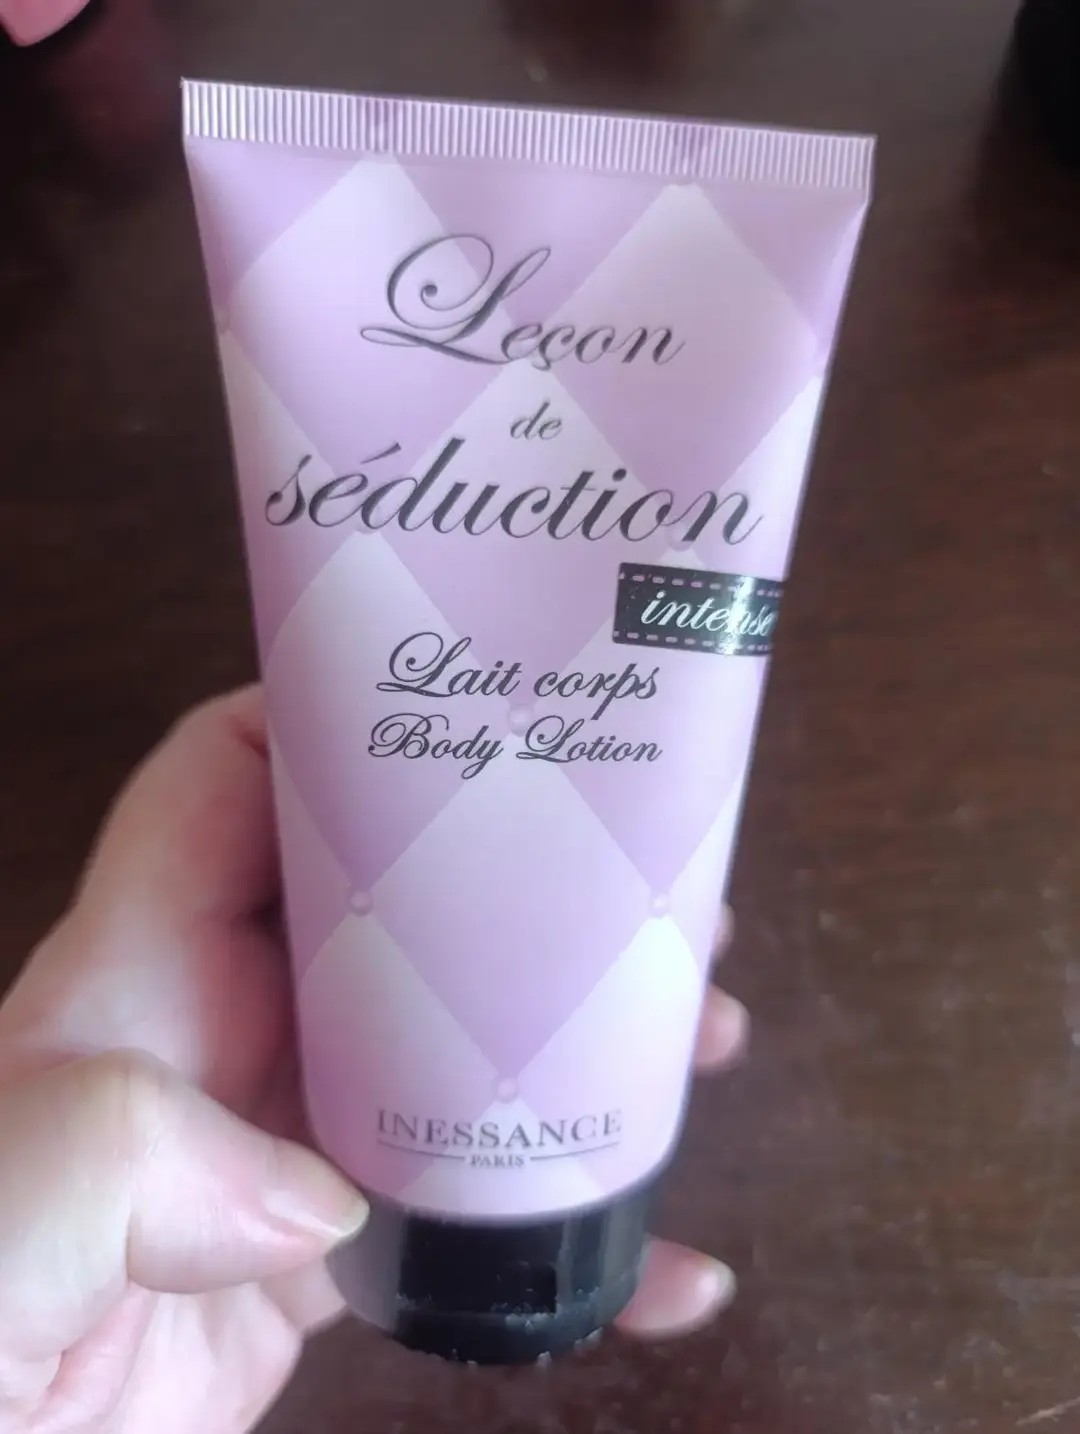 Leçon
de
séduction
intense
Lait corps
Body Lotion
INESSANCE
PARIS